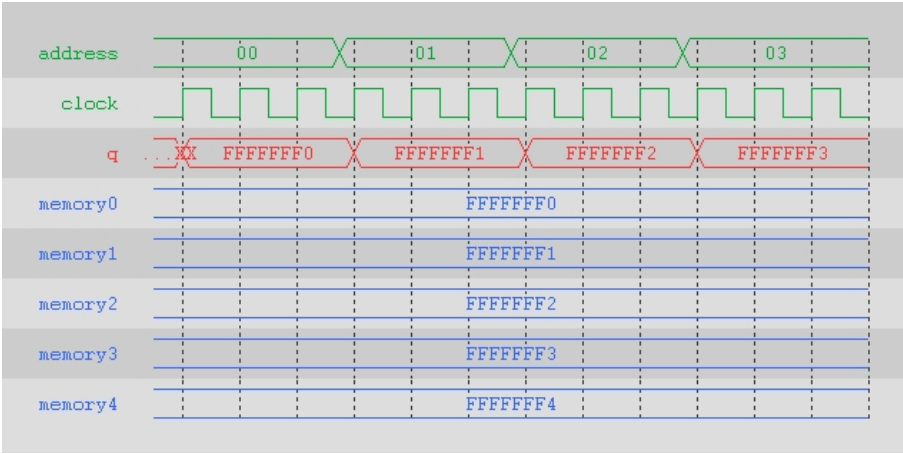 address 00 01 02 03
clock
q ...XX FFFFFFF0 FFFFFFF1 FFFFFFF2 FFFFFFF3
memory0 FFFFFFF0
memory1 FFFFFFF1
memory2 FFFFFFF2
memory3 FFFFFFF3
memory4 FFFFFFF4